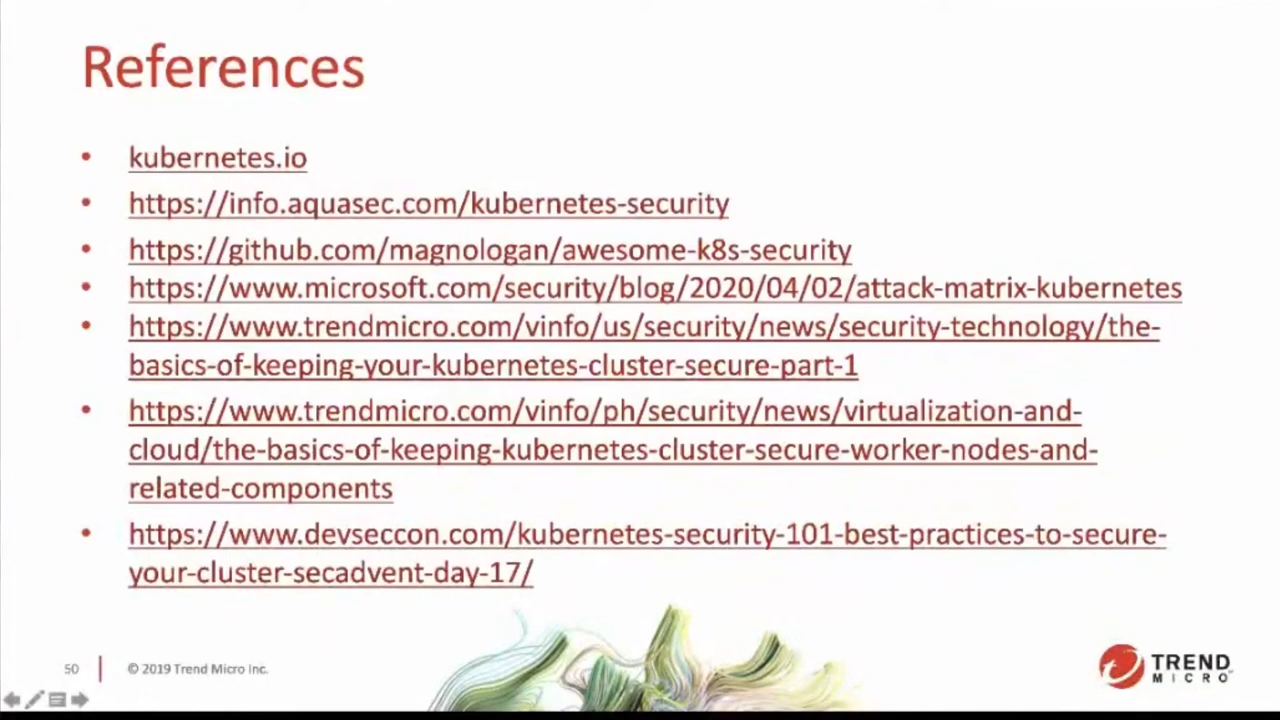 References
• kubernetes.io
• https://info.aquasec.com/kubernetes-security
• https://github.com/magnologan/awesome-k8s-security
• https://www.microsoft.com/security/blog/2020/04/02/attack-matrix-kubernetes
• https://www.trendmicro.com/vinfo/us/security/news/security-technology/the-
basics-of-keeping-your-kubernetes-cluster-secure-part-1
• https://www.trendmicro.com/vinfo/ph/security/news/virtualization-and-
cloud/the-basics-of-keeping-kubernetes-cluster-secure-worker-nodes-and-
related-components
• https://www.devseccon.com/kubernetes-security-101-best-practices-to-secure-
your-cluster-secadvent-day-17/
50
© 2019 Trend Micro Inc.
TREND
MICRO